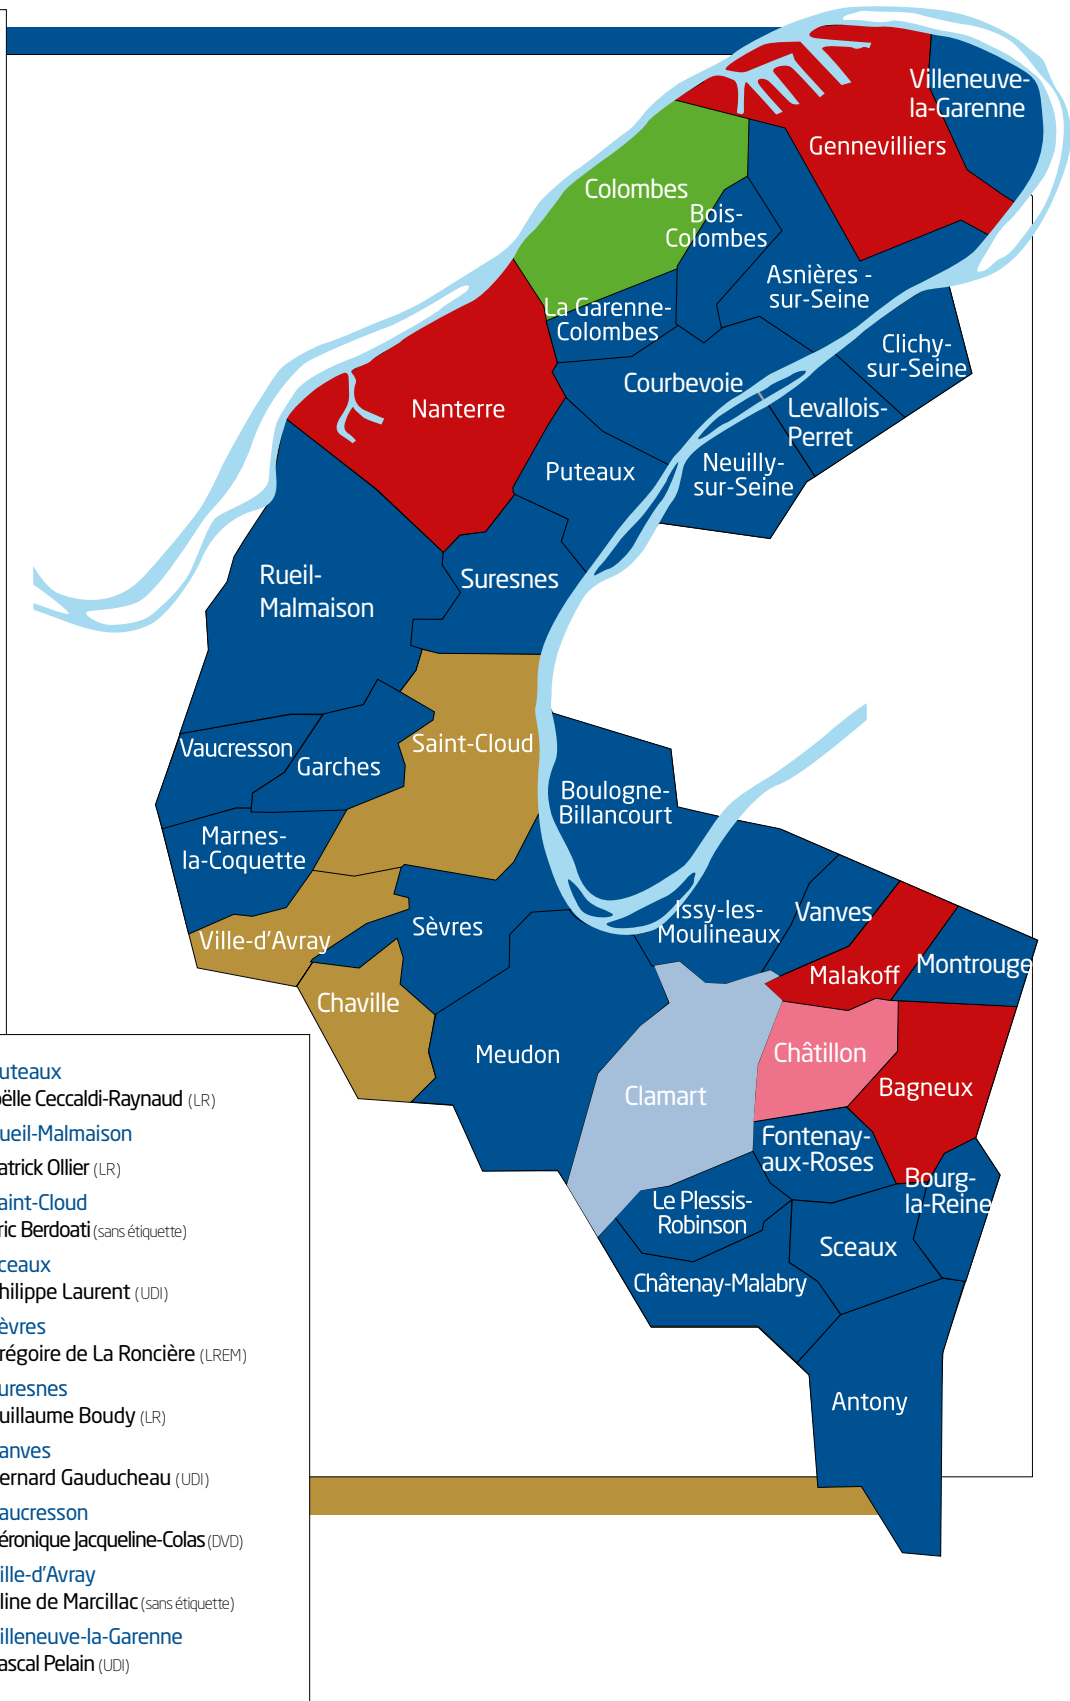 Villeneuve-
la-Garenne
Gennevilliers
Colombes
Bois-
Colombes
Asnières -
sur-Seine
La Garenne-
Colombes
Clichy-
sur-Seine
Courbevoie
Levallois-
Perret
Nanterre
Neuilly-
sur-Seine
Puteaux
Rueil-
Malmaison
Suresnes
Saint-Cloud
Vaucresson
Garches
Boulogne-
Billancourt
Marnes-
la-Coquette
Issy-les-
Moulineaux
Vanves
Sèvres
Ville-d'Avray
Malakoff
Montrouge
Chaville
Meudon
Châtillon
Clamart
Bagneux
Fontenay-
aux-Roses
Bourg-
la-Reine
Le Plessis-
Robinson
Sceaux
Châtenay-Malabry
Antony
uteaux
oëlle Ceccaldi-Raynaud (LR)
ueil-Malmaison
atrick Ollier (LR)
aint-Cloud
ric Berdoati (sans étiquette)
ceaux
hilippe Laurent (UDI)
èvres
régoire de La Roncière (LREM)
uresnes
uillaume Boudy (LR)
anves
ernard Gauducheau (UDI)
aucresson
éronique Jacqueline-Colas (DVD)
ille-d'Avray
line de Marcillac (sans étiquette)
illeneuve-la-Garenne
ascal Pelain (UDI)